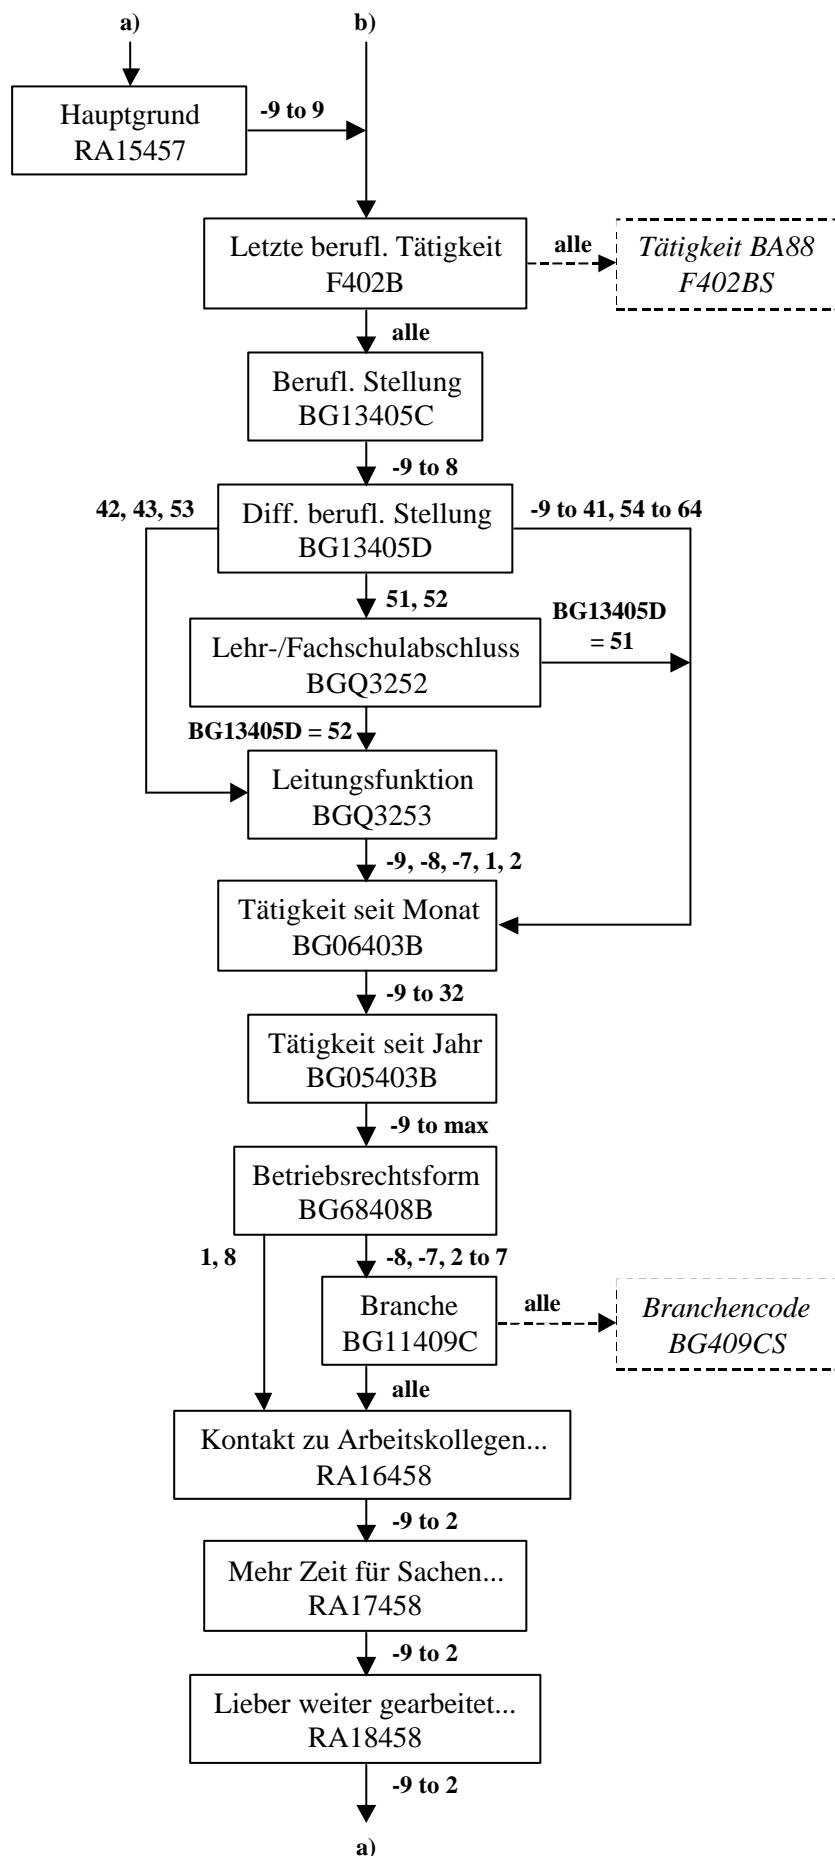 a)
b)
Hauptgrund
RA15457
-9 to 9
Letzte berufl. Tätigkeit
F402B
alle
Tätigkeit BA88
F402BS
alle
Berufl. Stellung
BG13405C
-9 to 8
42, 43, 53
Diff. berufl. Stellung
BG13405D
-9 to 41, 54 to 64
51, 52
BG13405D
= 51
Lehr-/Fachschulabschluss
BGQ3252
BG13405D = 52
Leitungsfunktion
BGQ3253
-9, -8, -7, 1, 2
Tätigkeit seit Monat
BG06403B
-9 to 32
Tätigkeit seit Jahr
BG05403B
-9 to max
Betriebsrechtsform
BG68408B
1, 8
-8, -7, 2 to 7
Branche
BG11409C
alle
Branchencode
BG409CS
alle
Kontakt zu Arbeitskollegen...
RA16458
-9 to 2
Mehr Zeit für Sachen...
RA17458
-9 to 2
Lieber weiter gearbeitet...
RA18458
-9 to 2
a)